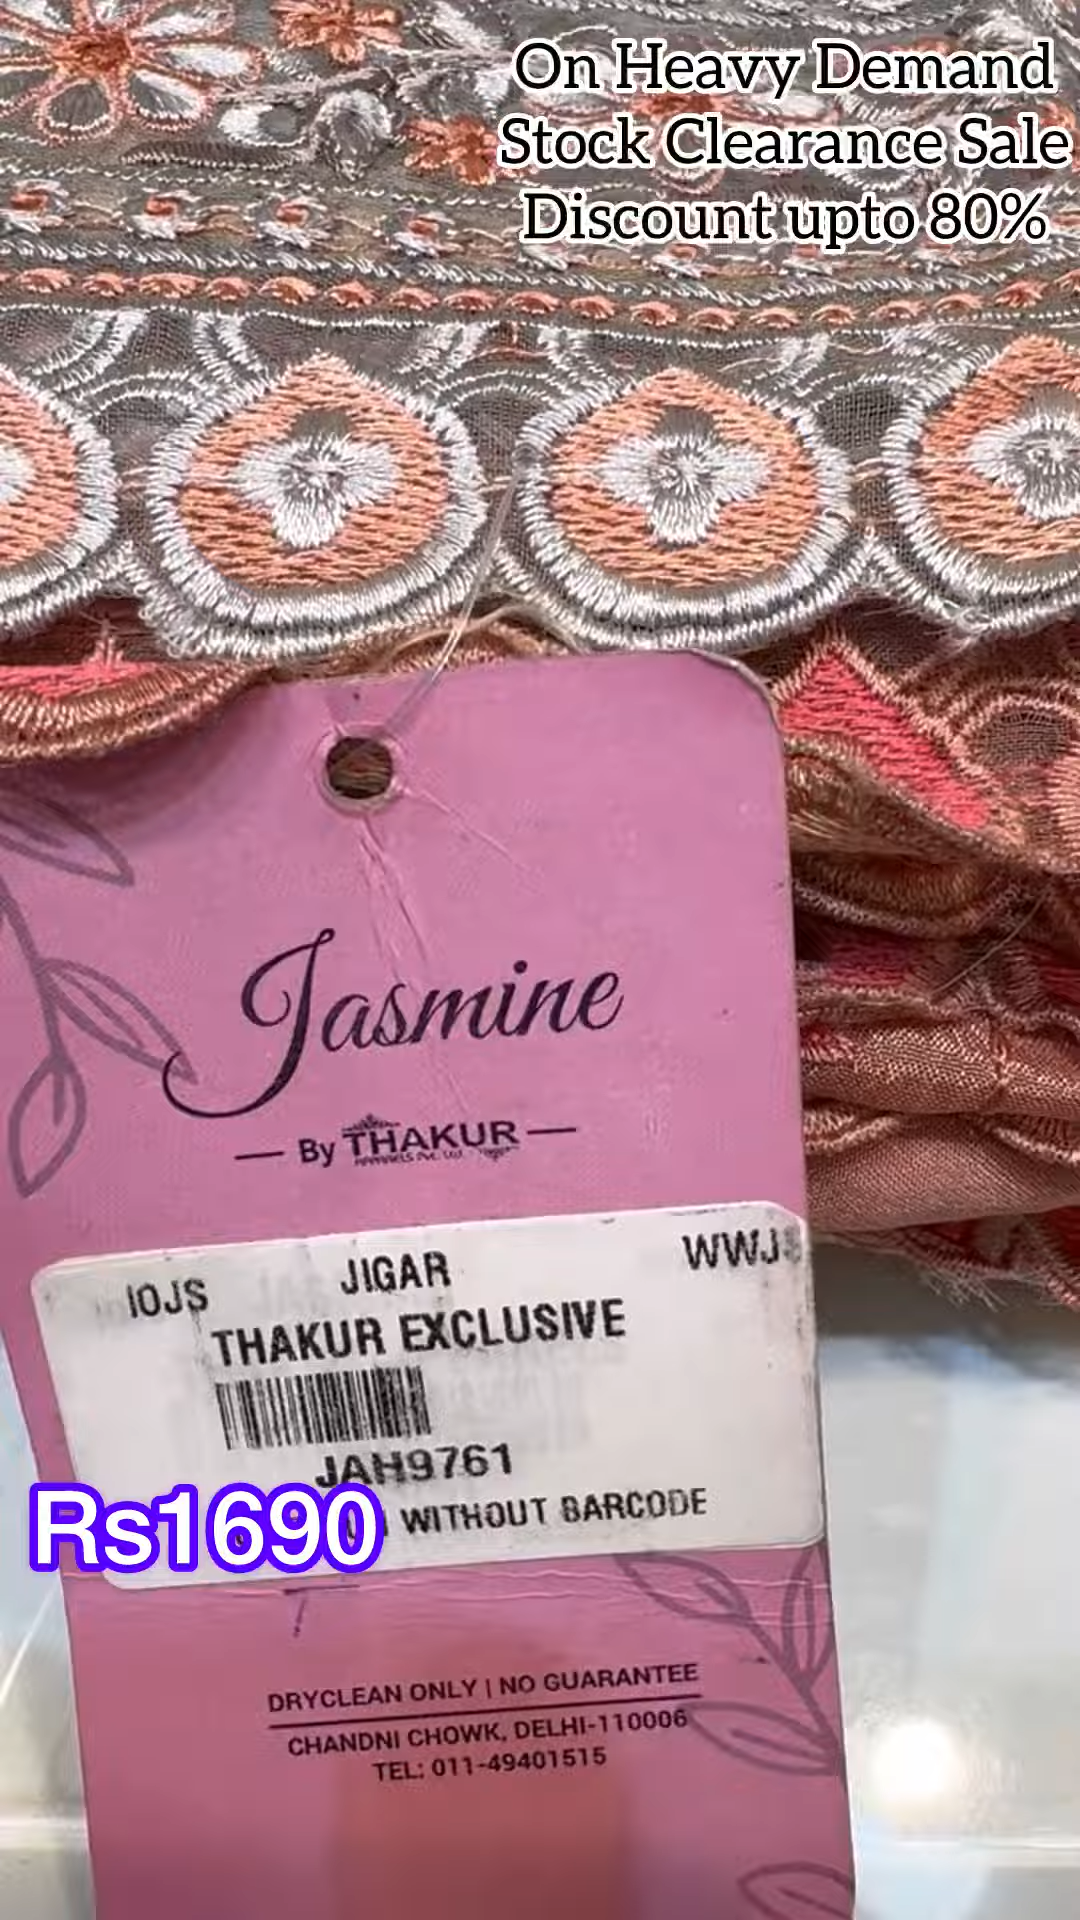 On Heavy Demand
Stock Clearance Sale
Discount upto 80%
Jasmine
— By THAKUR —
IOJS JIGAR WWJ
THAKUR EXCLUSIVE
JAH9761
Rs1690 WITHOUT BARCODE
DRYCLEAN ONLY | NO GUARANTEE
CHANDNI CHOWK, DELHI-110006
TEL: 011-49401515